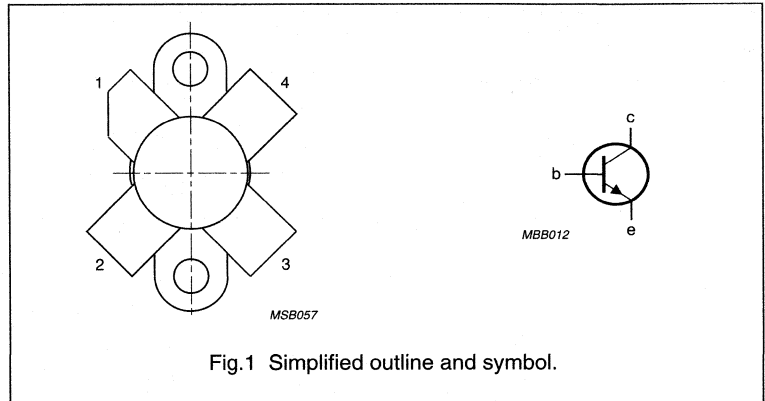 1
4
c
b
MBB012
e
2
3
MSB057
Fig.1 Simplified outline and symbol.